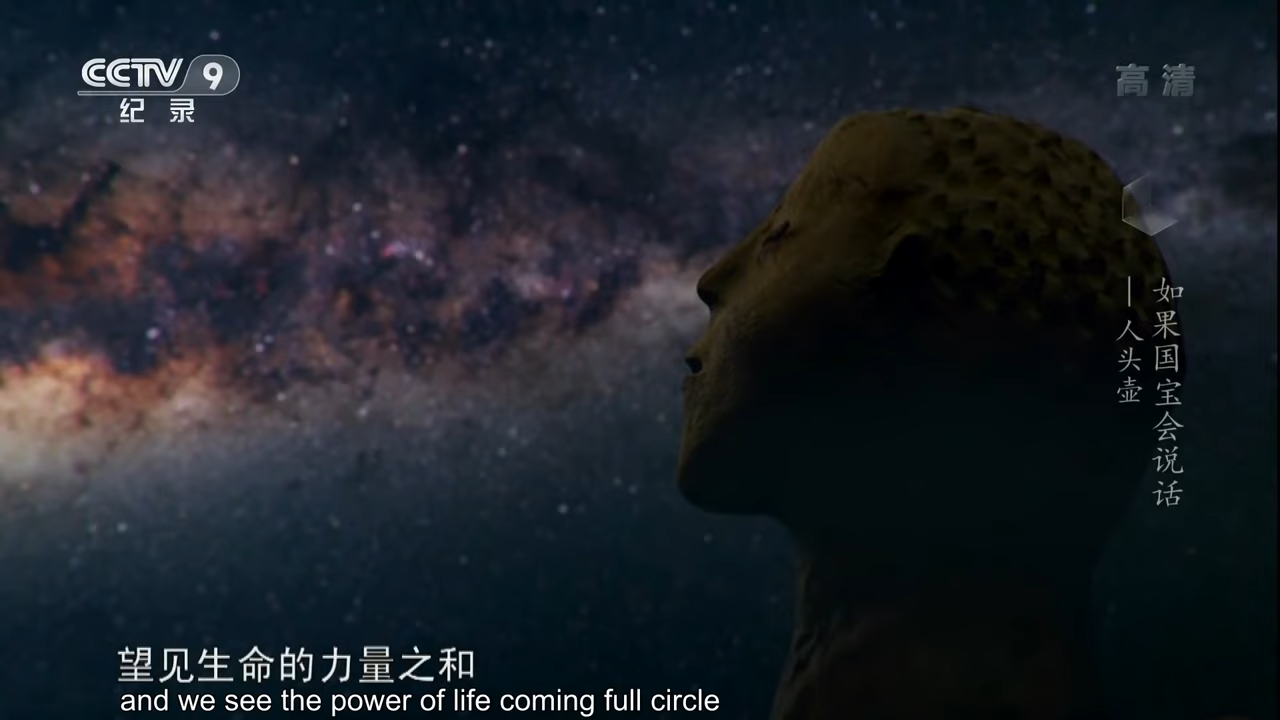 CCTV 9
纪录
高清
如果国宝会说话
—人头壶
望见生命的力量之和
and we see the power of life coming full circle